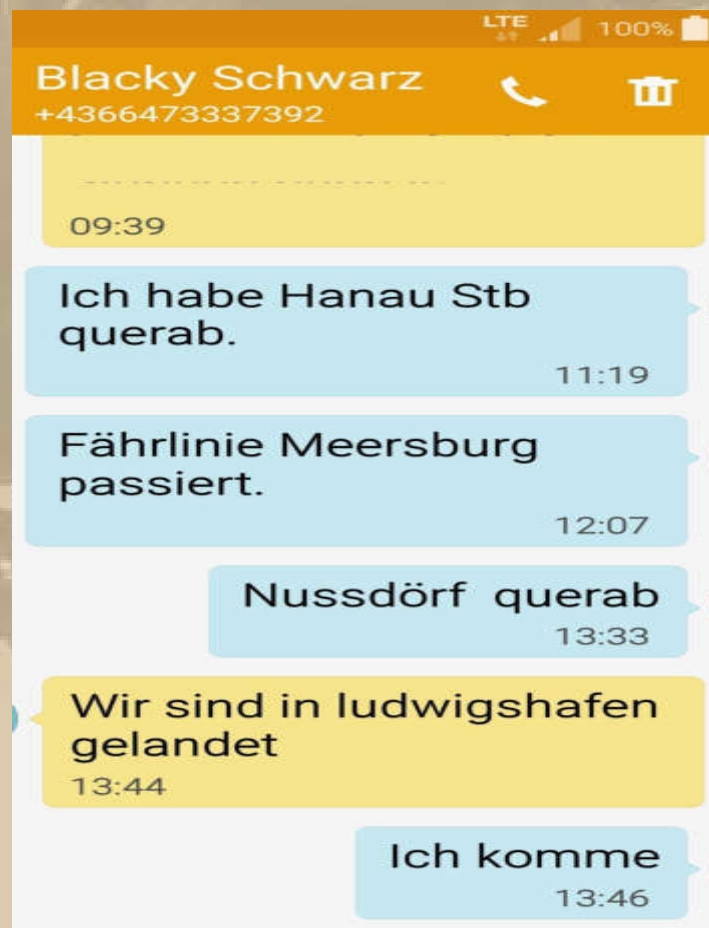 LTE 100%
Blacky Schwarz
+4366473337392
09:39
Ich habe Hanau Stb
querab.
11:19
Fährlinie Meersburg
passiert.
12:07
Nussdörf querab
13:33
Wir sind in ludwigshafen
gelandet
13:44
Ich komme
13:46